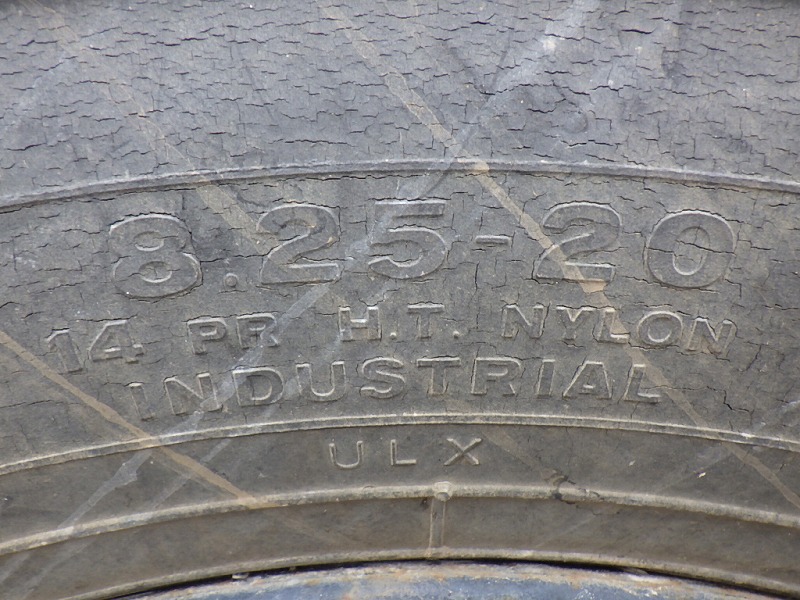 8.25-20
14 PR H.T. NYLON
INDUSTRIAL
ULX